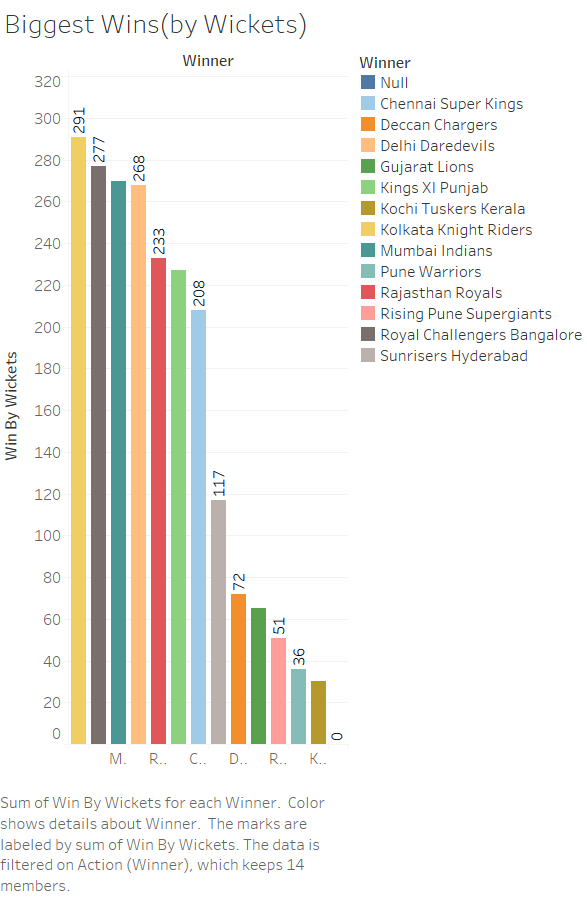 Biggest Wins(by Wickets)
Winner
Winner
Null
Chennai Super Kings
Deccan Chargers
Delhi Daredevils
Gujarat Lions
Kings XI Punjab
Kochi Tuskers Kerala
Kolkata Knight Riders
Mumbai Indians
Pune Warriors
Rajasthan Royals
Rising Pune Supergiants
Royal Challengers Bangalore
Sunrisers Hyderabad
Win By Wickets
320
300
280
260
240
220
200
180
160
140
120
100
80
60
40
20
0
291
277
268
233
208
117
72
51
36
0
M.
R..
C..
D..
R..
K..
Sum of Win By Wickets for each Winner. Color
shows details about Winner. The marks are
labeled by sum of Win By Wickets. The data is
filtered on Action (Winner), which keeps 14
members.